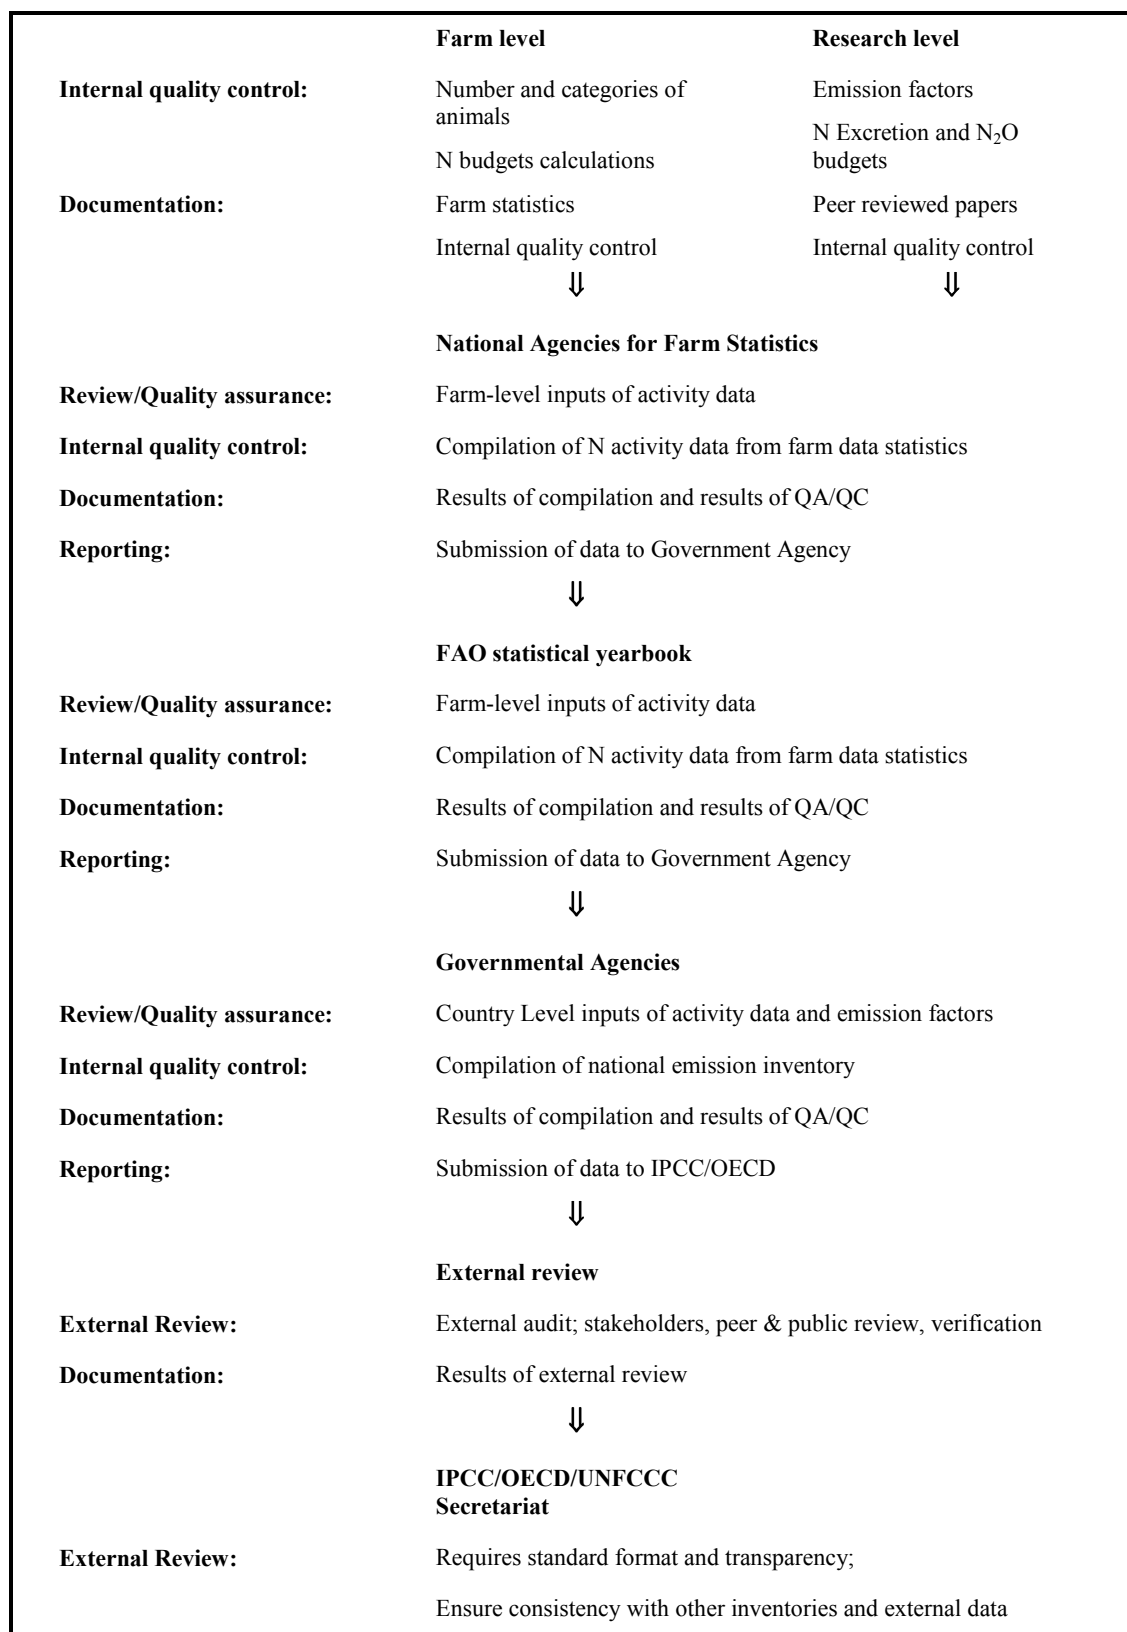 Farm level Research level
Internal quality control: Number and categories of Emission factors
animals
N Excretion and N₂O
N budgets calculations budgets
Documentation: Farm statistics Peer reviewed papers
Internal quality control Internal quality control
⇓ ⇓
National Agencies for Farm Statistics
Review/Quality assurance: Farm-level inputs of activity data
Internal quality control: Compilation of N activity data from farm data statistics
Documentation: Results of compilation and results of QA/QC
Reporting: Submission of data to Government Agency
⇓
FAO statistical yearbook
Review/Quality assurance: Farm-level inputs of activity data
Internal quality control: Compilation of N activity data from farm data statistics
Documentation: Results of compilation and results of QA/QC
Reporting: Submission of data to Government Agency
⇓
Governmental Agencies
Review/Quality assurance: Country Level inputs of activity data and emission factors
Internal quality control: Compilation of national emission inventory
Documentation: Results of compilation and results of QA/QC
Reporting: Submission of data to IPCC/OECD
⇓
External review
External Review: External audit; stakeholders, peer & public review, verification
Documentation: Results of external review
⇓
IPCC/OECD/UNFCCC
Secretariat
External Review: Requires standard format and transparency;
Ensure consistency with other inventories and external data